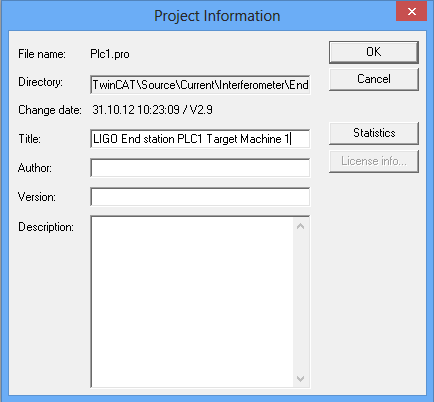 Project Information
File name: Plc1.pro OK
Directory: TwinCAT\Source\Current\Interferometer\End Cancel
Change date: 31.10.12 10:23:09 / V2.9
Title: LIGO End station PLC1 Target Machine 1 Statistics
Author: License info...
Version:
Description: